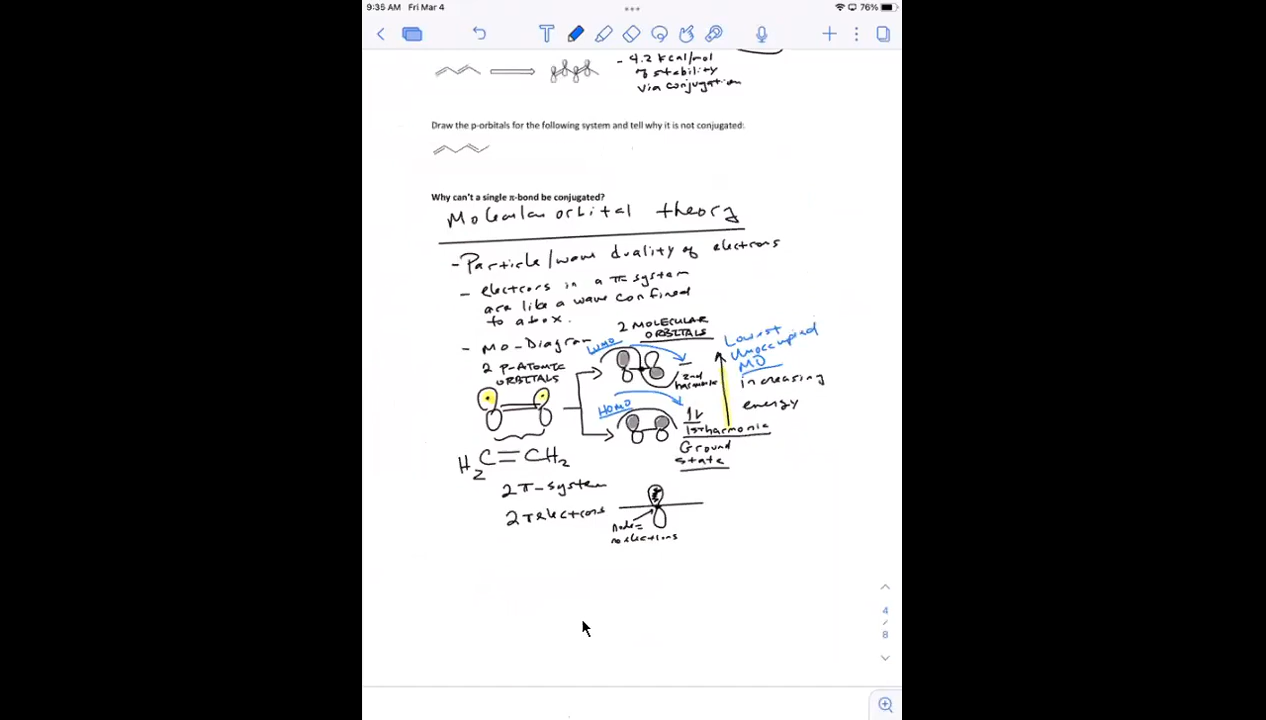 9:35 AM Fri Mar 4
76%
- 4.2 kcal/mol
of stability
via conjugation
Draw the p-orbitals for the following system and tell why it is not conjugated:
Why can't a single π-bond be conjugated?
Molecular orbital theory
- Particle/wave duality of electrons
- electrons in a π-system
are like a wave confined
to a box.
- MO-Diagram
2 P-ATOMIC
ORBITALS
2 MOLECULAR
ORBITALS
LUMO
2nd
harmonic
Lowest
Unoccupied
MO
increasing
energy
HOMO
1st harmonic
Ground
state
H2C=CH2
2 π-system
2 π electrons
Node=
no electrons
4
/
8